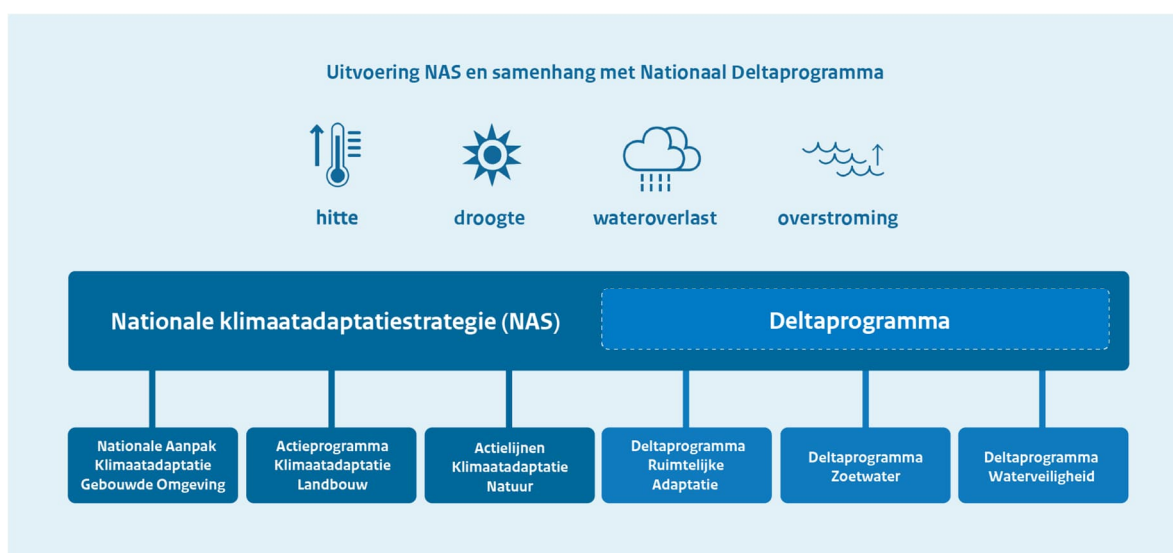 Uitvoering NAS en samenhang met Nationaal Deltaprogramma
hitte
droogte
wateroverlast
overstroming
Nationale klimaatadaptatiestrategie (NAS)
Deltaprogramma
Nationale Aanpak
Klimaatadaptatie
Gebouwde Omgeving
Actieprogramma
Klimaatadaptatie
Landbouw
Actielijnen
Klimaatadaptatie
Natuur
Deltaprogramma
Ruimtelijke
Adaptatie
Deltaprogramma
Zoetwater
Deltaprogramma
Waterveiligheid